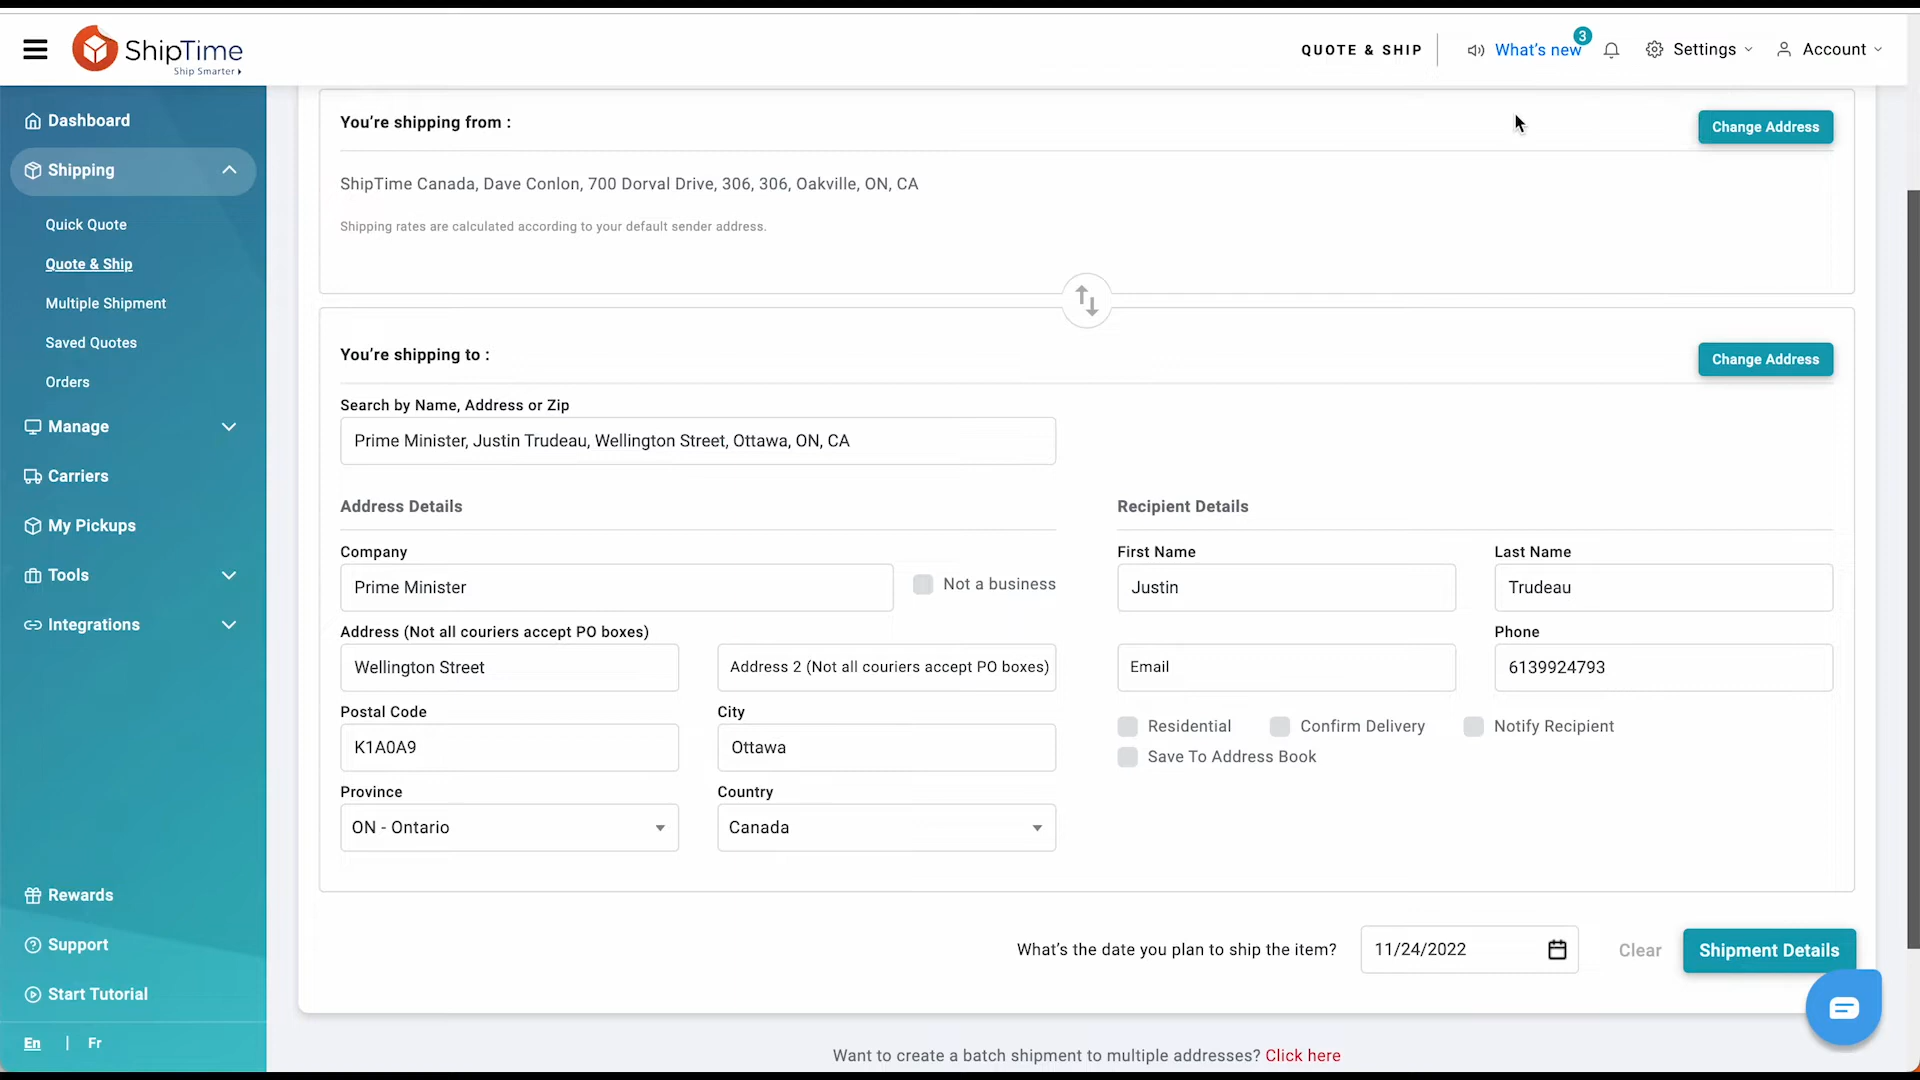 ShipTime
Ship Smarter
QUOTE & SHIP
What's new
3
Settings
Account
Dashboard
Shipping
Quick Quote
Quote & Ship
Multiple Shipment
Saved Quotes
Orders
Manage
Carriers
My Pickups
Tools
Integrations
Rewards
Support
Start Tutorial
En | Fr
You're shipping from :
Change Address
ShipTime Canada, Dave Conlon, 700 Dorval Drive, 306, 306, Oakville, ON, CA
Shipping rates are calculated according to your default sender address.
You're shipping to :
Change Address
Search by Name, Address or Zip
Prime Minister, Justin Trudeau, Wellington Street, Ottawa, ON, CA
Address Details
Company
Prime Minister
Not a business
Address (Not all couriers accept PO boxes)
Wellington Street
Address 2 (Not all couriers accept PO boxes)
Postal Code
City
K1A0A9
Ottawa
Province
Country
ON - Ontario
Canada
Recipient Details
First Name
Last Name
Justin
Trudeau
Phone
Email
6139924793
Residential
Confirm Delivery
Notify Recipient
Save To Address Book
What's the date you plan to ship the item?
11/24/2022
Clear
Shipment Details
Want to create a batch shipment to multiple addresses? Click here